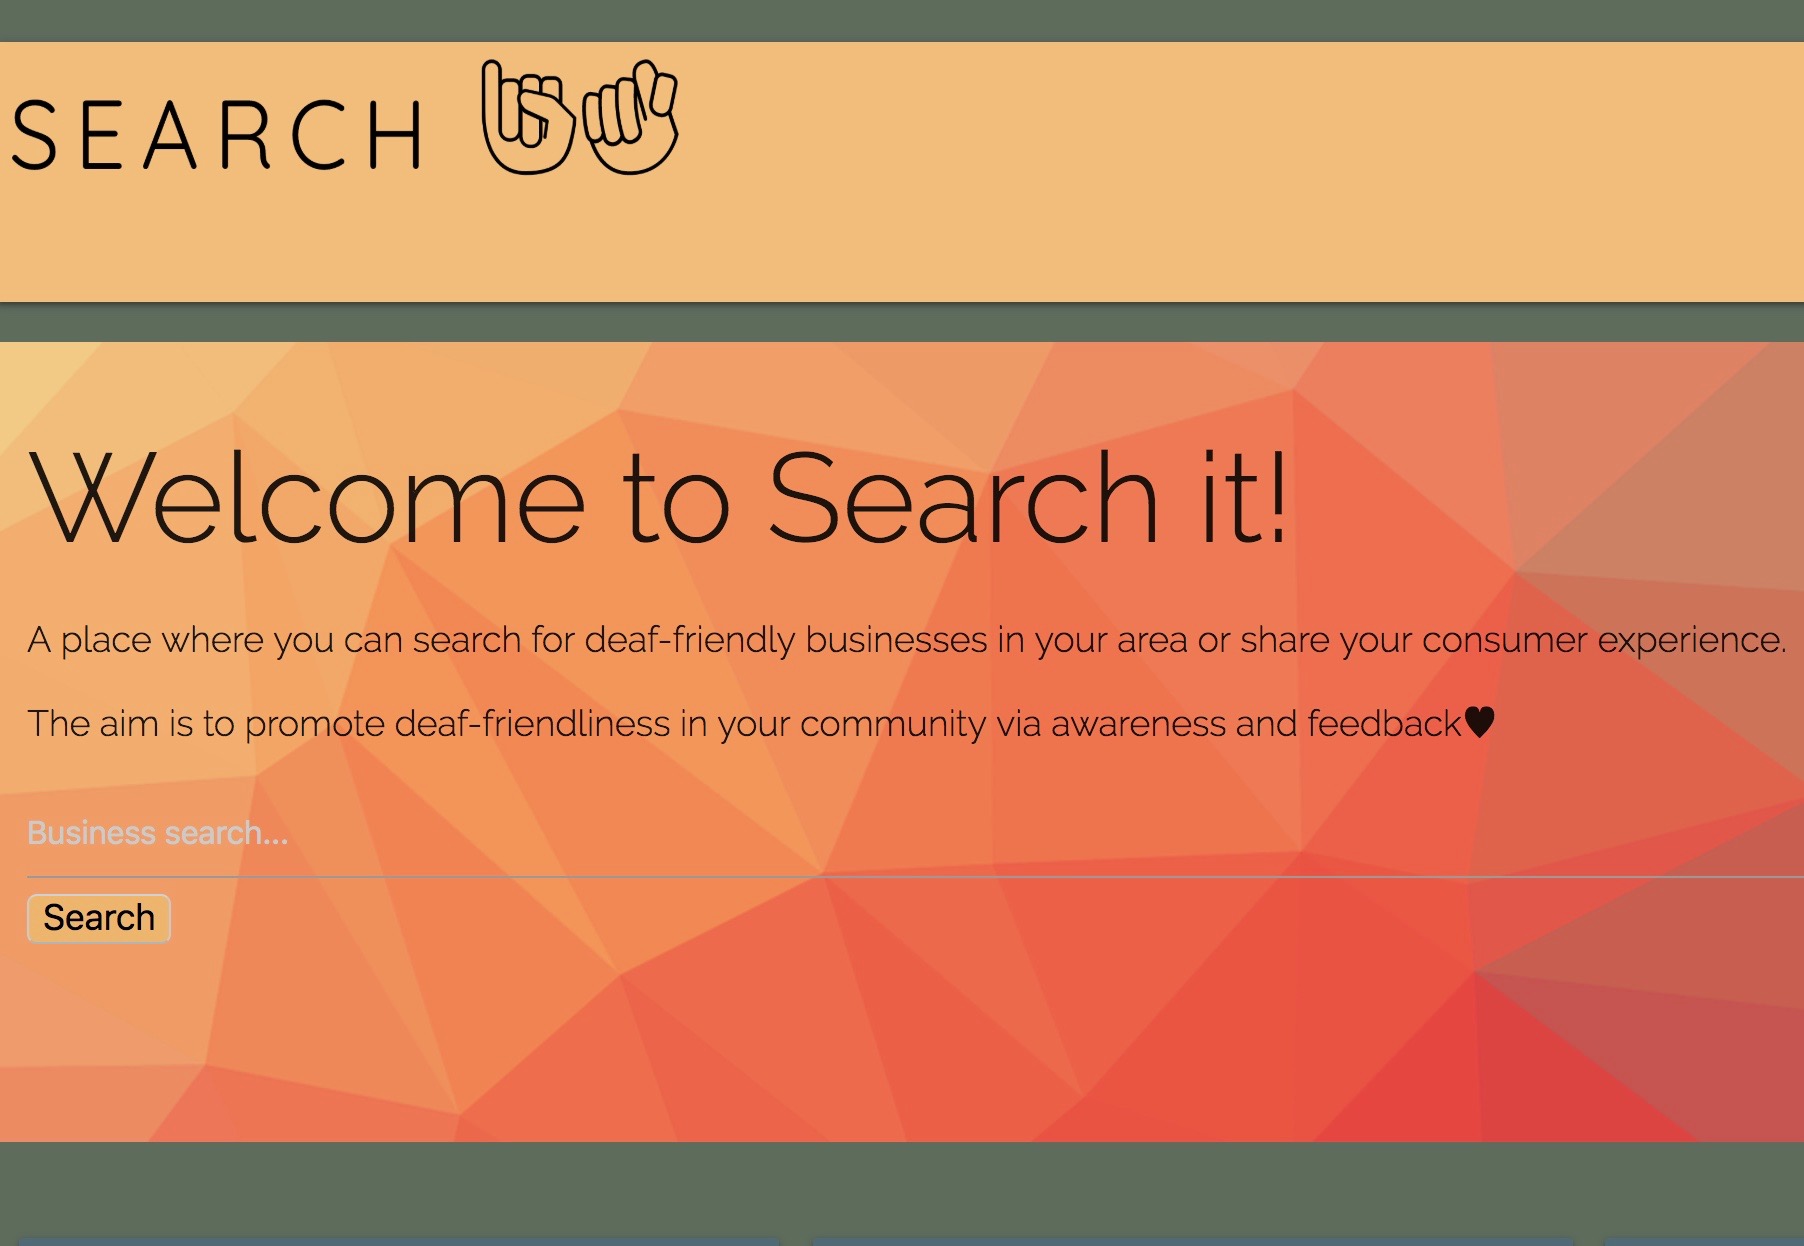 SEARCH
Welcome to Search it!
A place where you can search for deaf-friendly businesses in your area or share your consumer experience.
The aim is to promote deaf-friendliness in your community via awareness and feedback♥
Business search...
Search